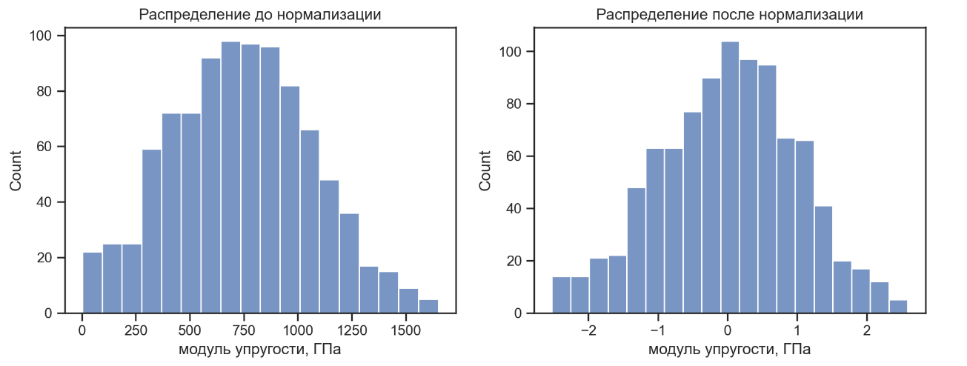 Распределение до нормализации
100
80
60
40
20
0
Count
0 250 500 750 1000 1250 1500
модуль упругости, ГПа
Распределение после нормализации
100
80
60
40
20
0
Count
−2 −1 0 1 2
модуль упругости, ГПа